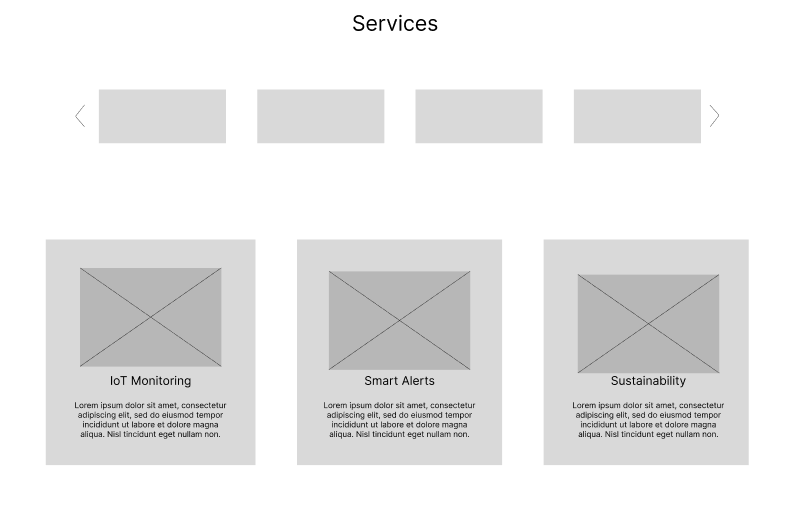 Services
IoT Monitoring
Lorem ipsum dolor sit amet, consectetur
adipiscing elit, sed do eiusmod tempor
incididunt ut labore et dolore magna
aliqua. Nisl tincidunt eget nullam non.
Smart Alerts
Lorem ipsum dolor sit amet, consectetur
adipiscing elit, sed do eiusmod tempor
incididunt ut labore et dolore magna
aliqua. Nisl tincidunt eget nullam non.
Sustainability
Lorem ipsum dolor sit amet, consectetur
adipiscing elit, sed do eiusmod tempor
incididunt ut labore et dolore magna
aliqua. Nisl tincidunt eget nullam non.